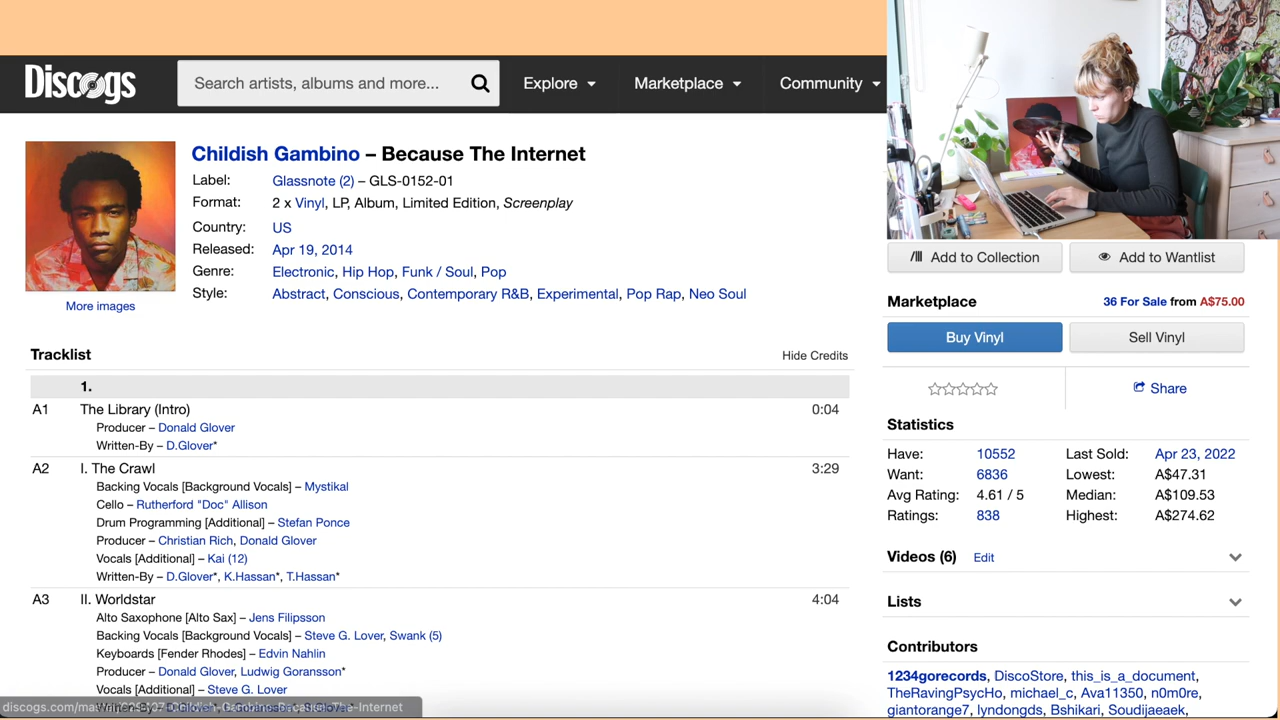 Discogs
Search artists, albums and more...
Explore
Marketplace
Community
Childish Gambino – Because The Internet
Label: Glassnote (2) – GLS-0152-01
Format: 2 x Vinyl, LP, Album, Limited Edition, Screenplay
Country: US
Released: Apr 19, 2014
Genre: Electronic, Hip Hop, Funk / Soul, Pop
Style: Abstract, Conscious, Contemporary R&B, Experimental, Pop Rap, Neo Soul
More images
Tracklist
Hide Credits
1.
A1 The Library (Intro) 0:04
Producer – Donald Glover
Written-By – D.Glover*
A2 I. The Crawl 3:29
Backing Vocals [Background Vocals] – Mystikal
Cello – Rutherford "Doc" Allison
Drum Programming [Additional] – Stefan Ponce
Producer – Christian Rich, Donald Glover
Vocals [Additional] – Kai (12)
Written-By – D.Glover*, K.Hassan*, T.Hassan*
A3 II. Worldstar 4:04
Alto Saxophone [Alto Sax] – Jens Filipsson
Backing Vocals [Background Vocals] – Steve G. Lover, Swank (5)
Keyboards [Fender Rhodes] – Edvin Nahlin
Producer – Donald Glover, Ludwig Goransson*
Vocals [Additional] – Steve G. Lover
Add to Collection
Add to Wantlist
Marketplace
36 For Sale from A$75.00
Buy Vinyl
Sell Vinyl
Share
Statistics
Have: 10552 Last Sold: Apr 23, 2022
Want: 6836 Lowest: A$47.31
Avg Rating: 4.61 / 5 Median: A$109.53
Ratings: 838 Highest: A$274.62
Videos (6) Edit
Lists
Contributors
1234gorecords, DiscoStore, this_is_a_document,
TheRavingPsycHo, michael_c, Ava11350, n0m0re,
giantorange7, lyndongds, Bshikari, Soudijaeaek,